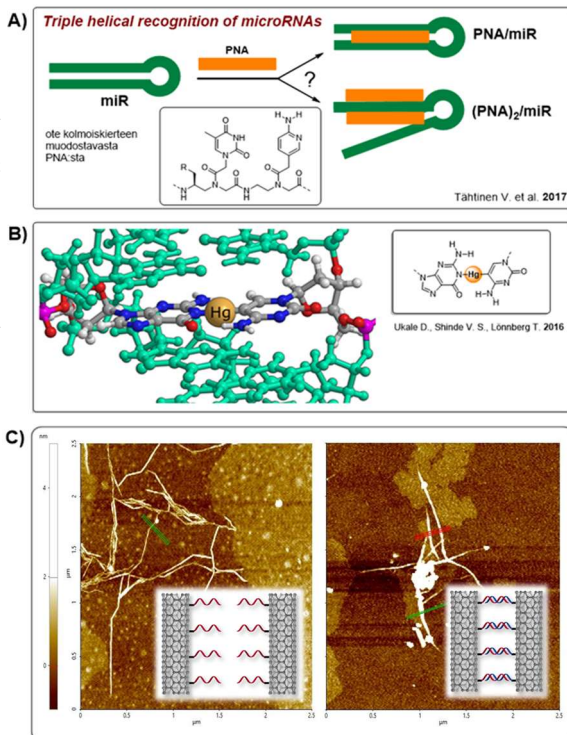 A)
Triple helical recognition of microRNAs
PNA
miR
?
PNA/miR
(PNA)₂/miR
ote kolmoiskierteen
muodostavasta
PNA:sta
Tähtinen V. et al. 2017
B)
Hg
Hg
Ukale D., Shinde V. S., Lönnberg T. 2016
C)
nm
4
2
0
µm
2.5
2
1.5
1
0.5
0
0
0.5
1
1.5
2
2.5
µm
0
0.5
1
1.5
2
2.5
µm